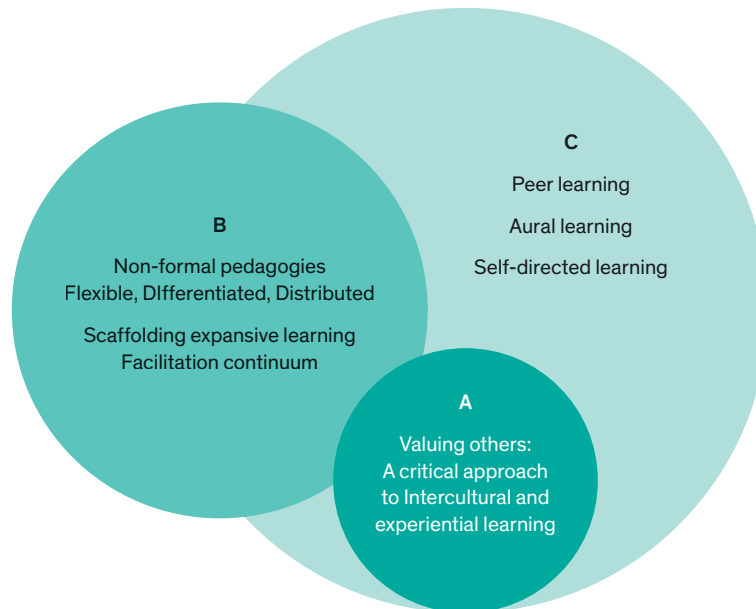 C
Peer learning
Aural learning
Self-directed learning
B
Non-formal pedagogies
Flexible, DIfferentiated, Distributed
Scaffolding expansive learning
Facilitation continuum
A
Valuing others:
A critical approach
to Intercultural and
experiential learning